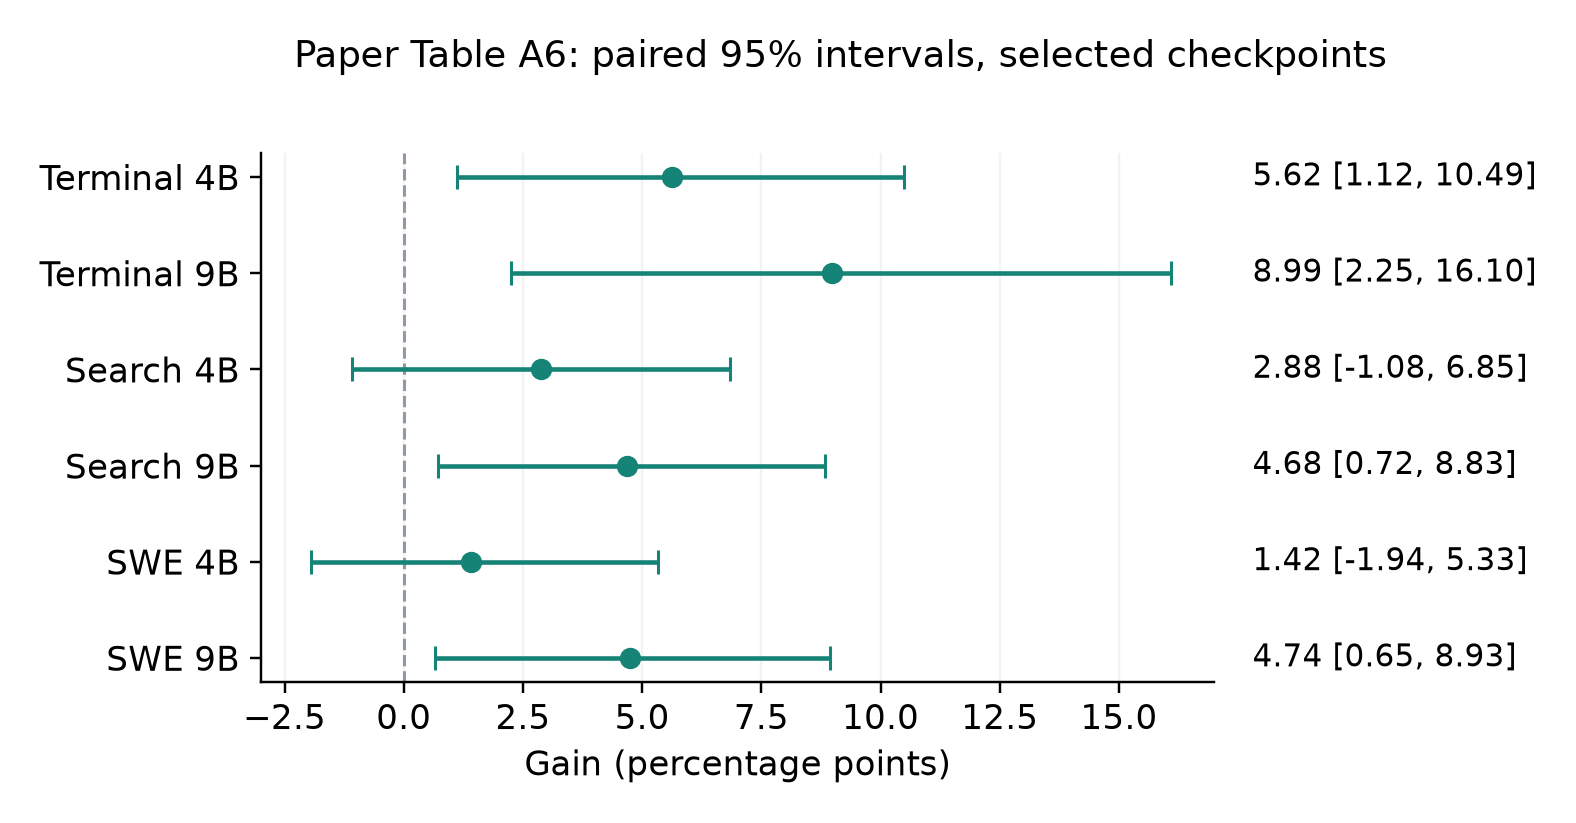 Paper Table A6: paired 95% intervals, selected checkpoints
Terminal 4B
5.62 [1.12, 10.49]
Terminal 9B
8.99 [2.25, 16.10]
Search 4B
2.88 [-1.08, 6.85]
Search 9B
4.68 [0.72, 8.83]
SWE 4B
1.42 [-1.94, 5.33]
SWE 9B
4.74 [0.65, 8.93]
−2.5 0.0 2.5 5.0 7.5 10.0 12.5 15.0
Gain (percentage points)